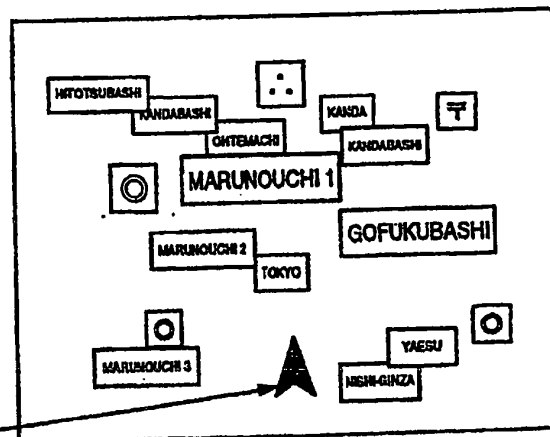 HITOTSUBASHI
KANDABASHI
KANDA
〒
OHTEMACHI
KANDABASHI
MARUNOUCHI 1
GOFUKUBASHI
MARUNOUCHI 2
TOKYO
YAESU
MARUNOUCHI 3
NISHI-GINZA